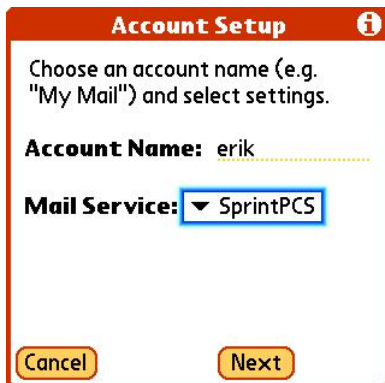 Account Setup
Choose an account name (e.g.
"My Mail") and select settings.
Account Name: erik
Mail Service: SprintPCS
Cancel Next